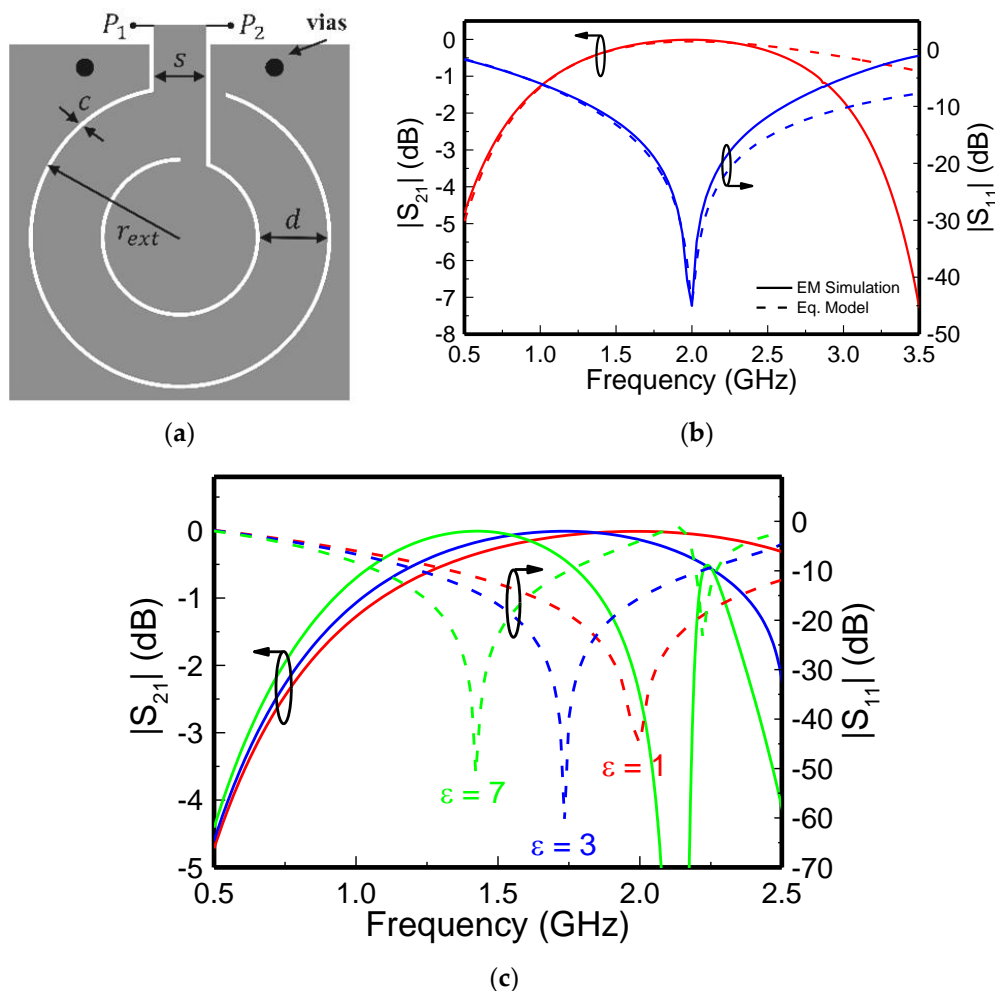 P₁ P₂ vias
s
c
d
r_ext
(a)
0
-1
-2
-3
-4
-5
-6
-7
-8
|S₂₁| (dB)
10
0
-10
-20
-30
-40
-50
|S₁₁| (dB)
EM Simulation
Eq. Model
0.5 1.0 1.5 2.0 2.5 3.0 3.5
Frequency (GHz)
(b)
0
-1
-2
-3
-4
-5
|S₂₁| (dB)
0
-10
-20
-30
-40
-50
-60
-70
|S₁₁| (dB)
ε = 7
ε = 3
ε = 1
0.5 1.0 1.5 2.0 2.5
Frequency (GHz)
(c)